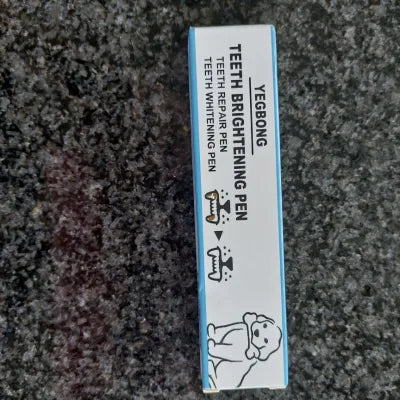 YEGBONG
TEETH BRIGHTENING PEN
TEETH REPAIR PEN
TEETH WHITENING PEN